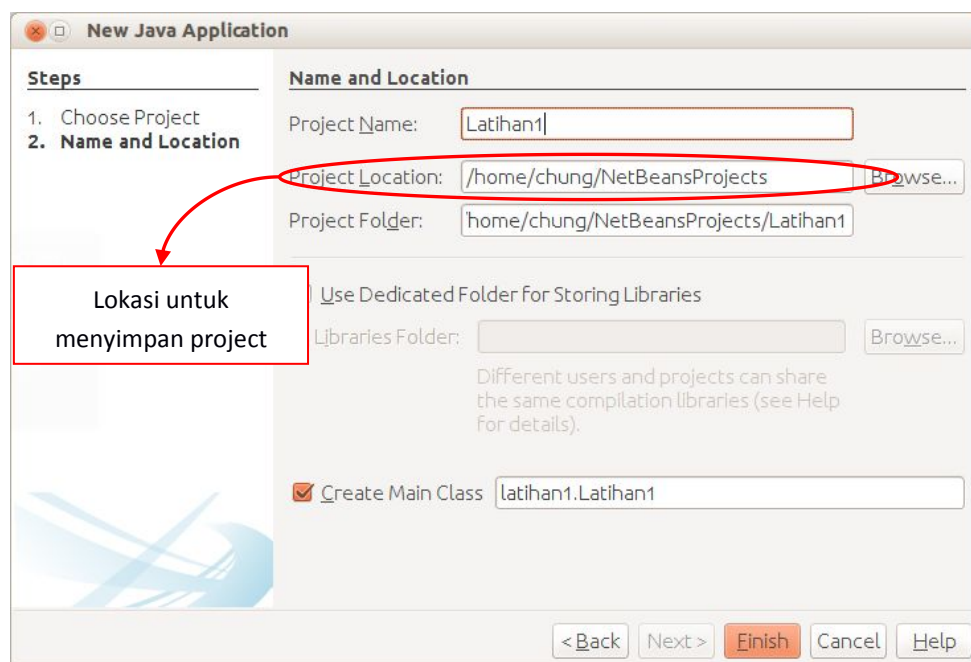 New Java Application
Steps
1. Choose Project
2. Name and Location
Name and Location
Project Name: Latihan1
Project Location: /home/chung/NetBeansProjects Browse...
Project Folder: home/chung/NetBeansProjects/Latihan1
Lokasi untuk
menyimpan project
Use Dedicated Folder for Storing Libraries
Libraries Folder: Browse...
Different users and projects can share
the same compilation libraries (see Help
for details).
Create Main Class latihan1.Latihan1
< Back Next > Finish Cancel Help